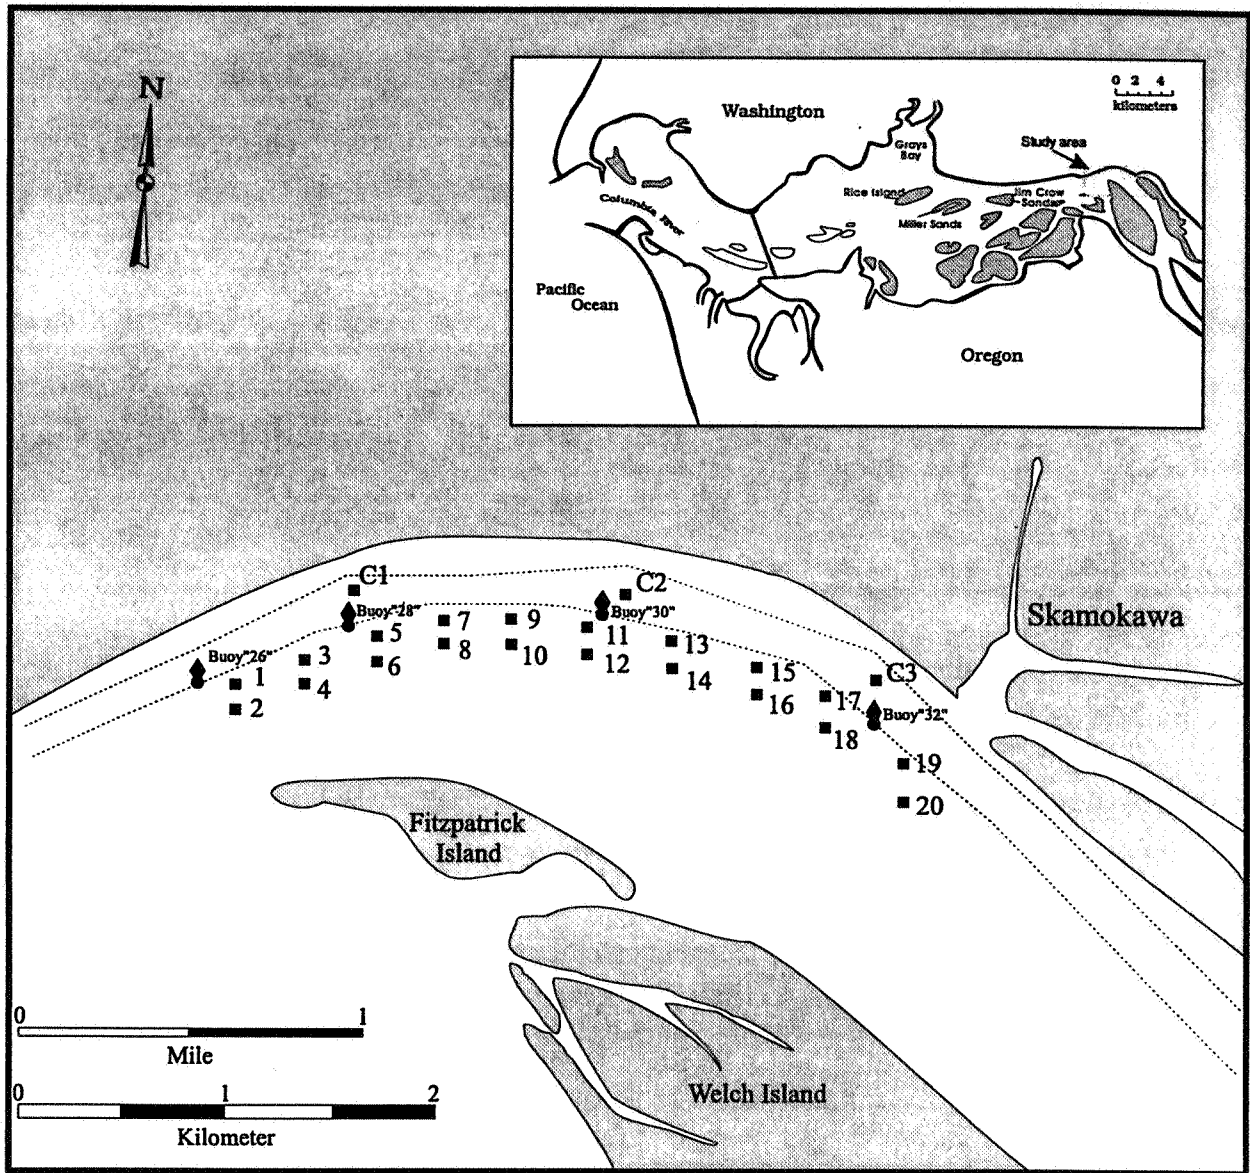 N
0 2 4
kilometers
Washington
Grays
Bay
Study area
Rice Island
Jim Crow
Sands
Miller Sands
Columbia River
Pacific
Ocean
Oregon
C1
C2
Buoy"28"
Buoy"30"
Skamokawa
7
9
5
11
8
10
13
Buoy"26"
3
6
12
1
4
14
15
C3
2
16
17
Buoy"32"
18
19
20
Fitzpatrick
Island
0 1
Mile
0 1 2
Kilometer
Welch Island